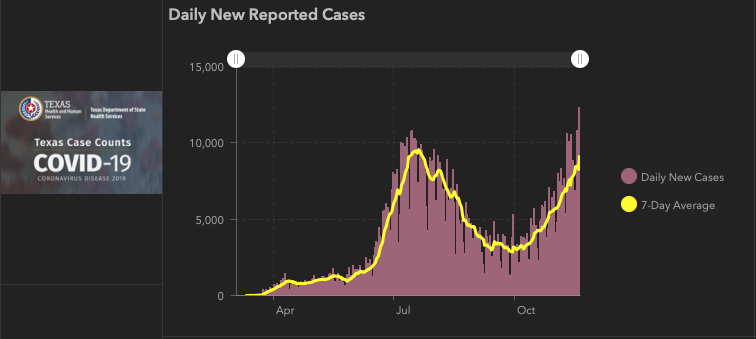 Daily New Reported Cases
TEXAS
Health and Human
Services
Texas Department of State
Health Services
Texas Case Counts
COVID-19
CORONAVIRUS DISEASE 2019
15,000
10,000
5,000
0
Apr
Jul
Oct
Daily New Cases
7-Day Average